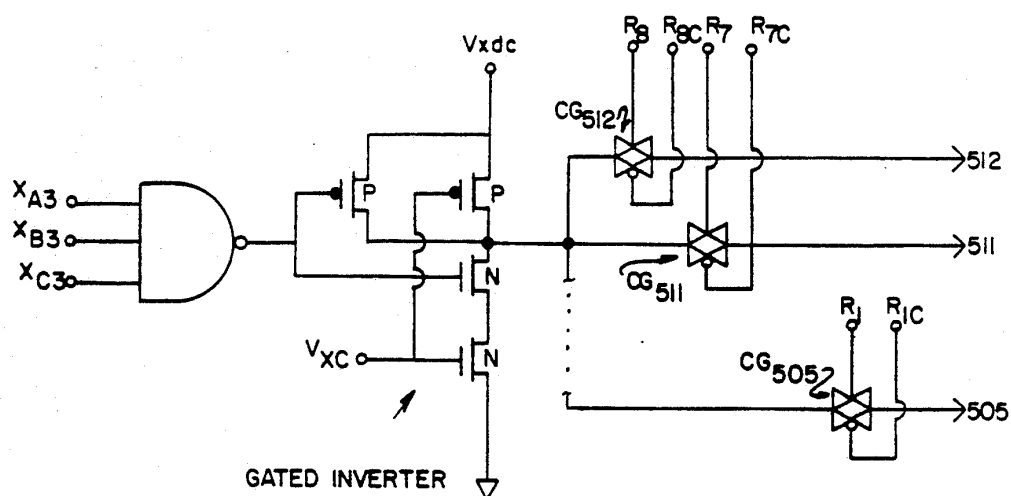 R8 R8C R7 R7C
Vxdc
CG512
512
XA3
P P
XB3
511
XC3
N
CG511
R1 R1C
VXC
N
CG505
505
GATED INVERTER